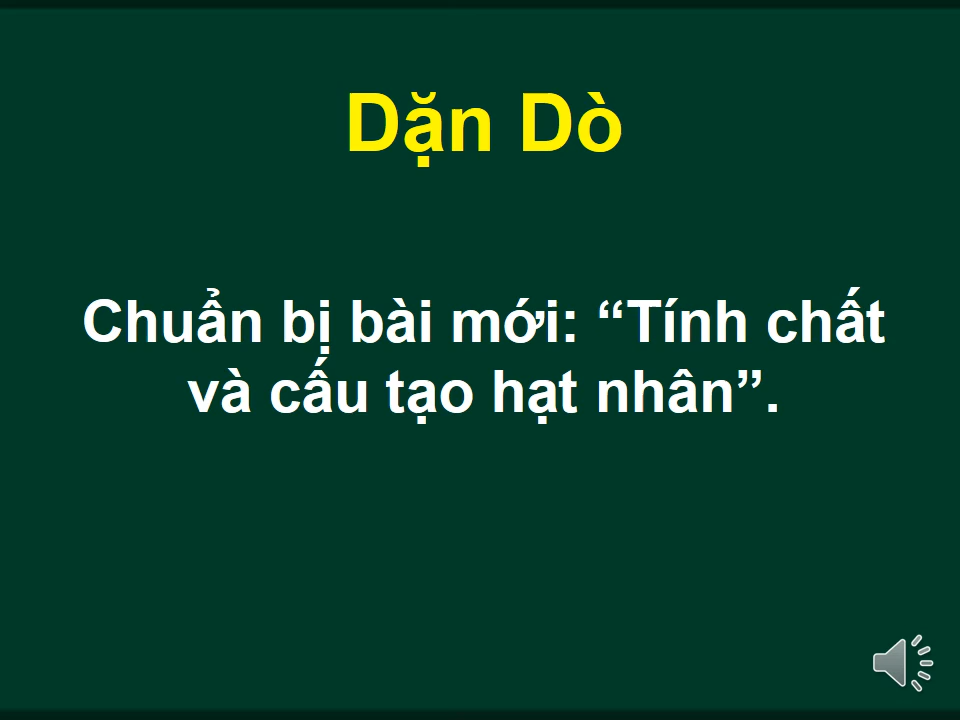 Dặn Dò
Chuẩn bị bài mới: “Tính chất
và cấu tạo hạt nhân”.